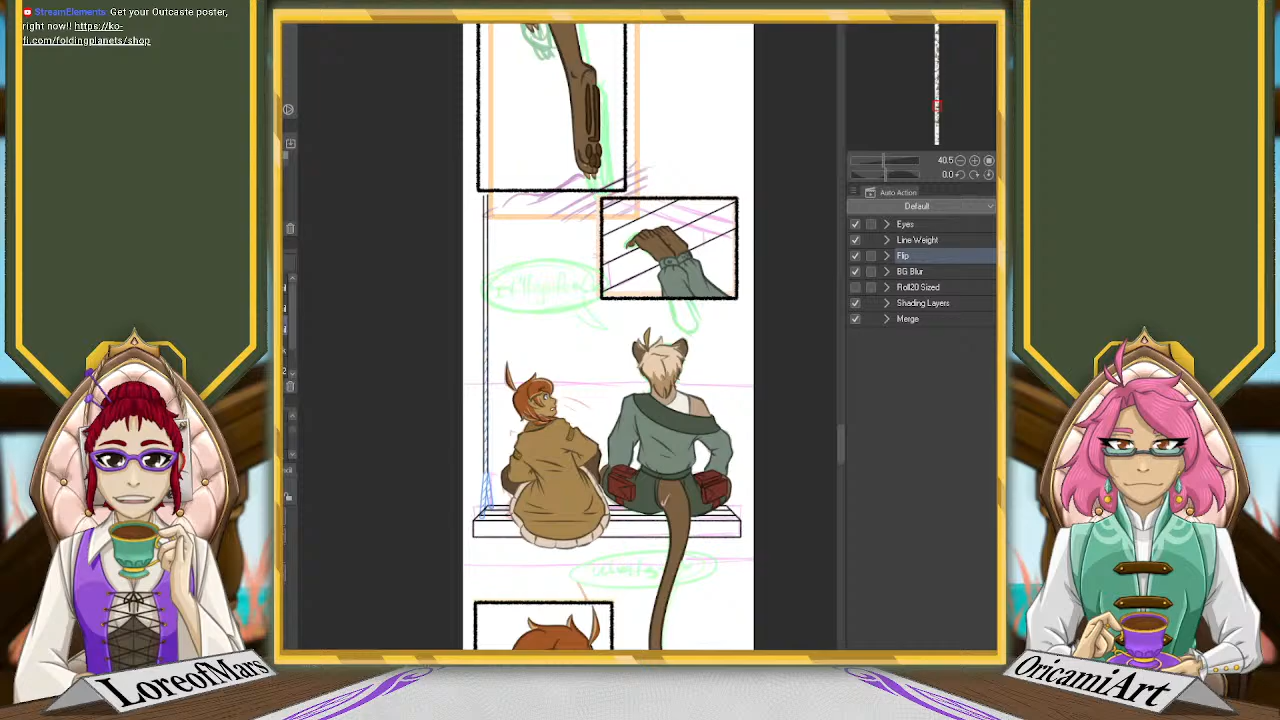 StreamElements Get your Outcaste poster,
right now!! https://ko-
fi.com/foldingplanets/shop
40.5
0.0
Auto Action
Default
Eyes
Line Weight
Flip
BG Blur
Roll20 Sized
Shading Layers
Merge
LoreofMars
OricamiArt